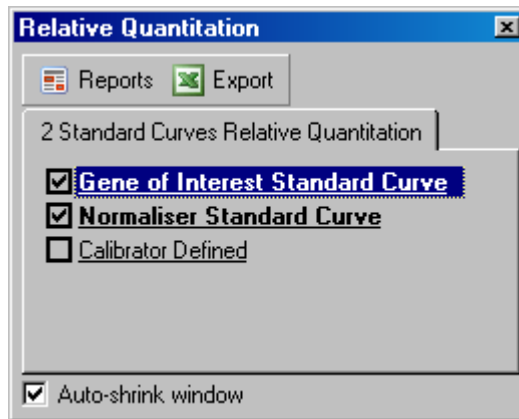 Relative Quantitation
Reports Export
2 Standard Curves Relative Quantitation
Gene of Interest Standard Curve
Normaliser Standard Curve
Calibrator Defined
Auto-shrink window